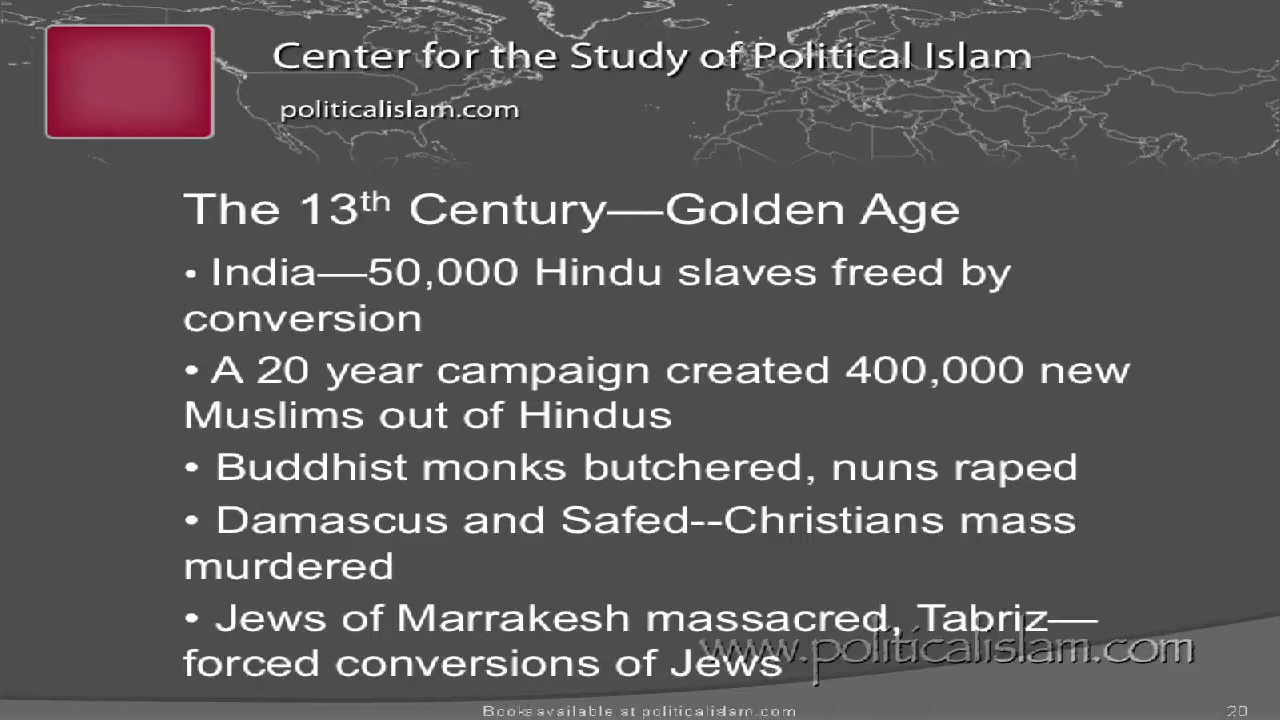 Center for the Study of Political Islam
politicalislam.com
The 13th Century—Golden Age
• India—50,000 Hindu slaves freed by
conversion
• A 20 year campaign created 400,000 new
Muslims out of Hindus
• Buddhist monks butchered, nuns raped
• Damascus and Safed--Christians mass
murdered
• Jews of Marrakesh massacred, Tabriz—
forced conversions of Jews
www.politicalislam.com
Books available at politicalislam.com
20